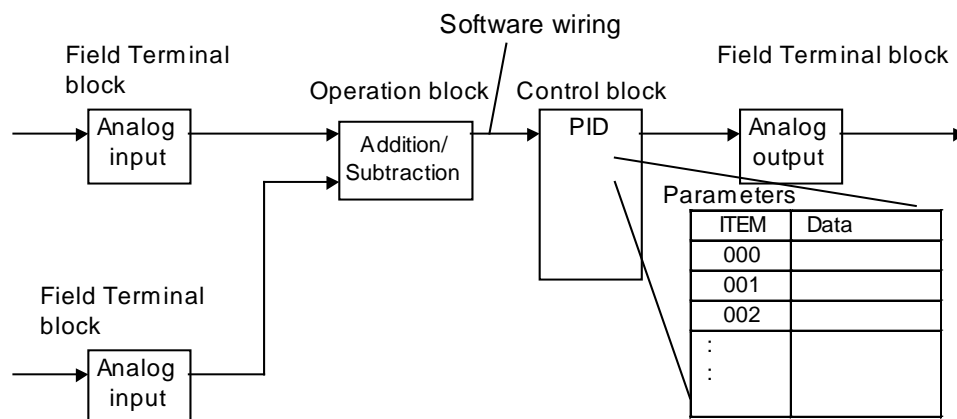 Software wiring
Field Terminal
block
Field Terminal block
Operation block
Control block
Analog
input
Addition/
Subtraction
PID
Analog
output
Parameters
ITEM Data
000
001
002
:
:
Field Terminal
block
Analog
input